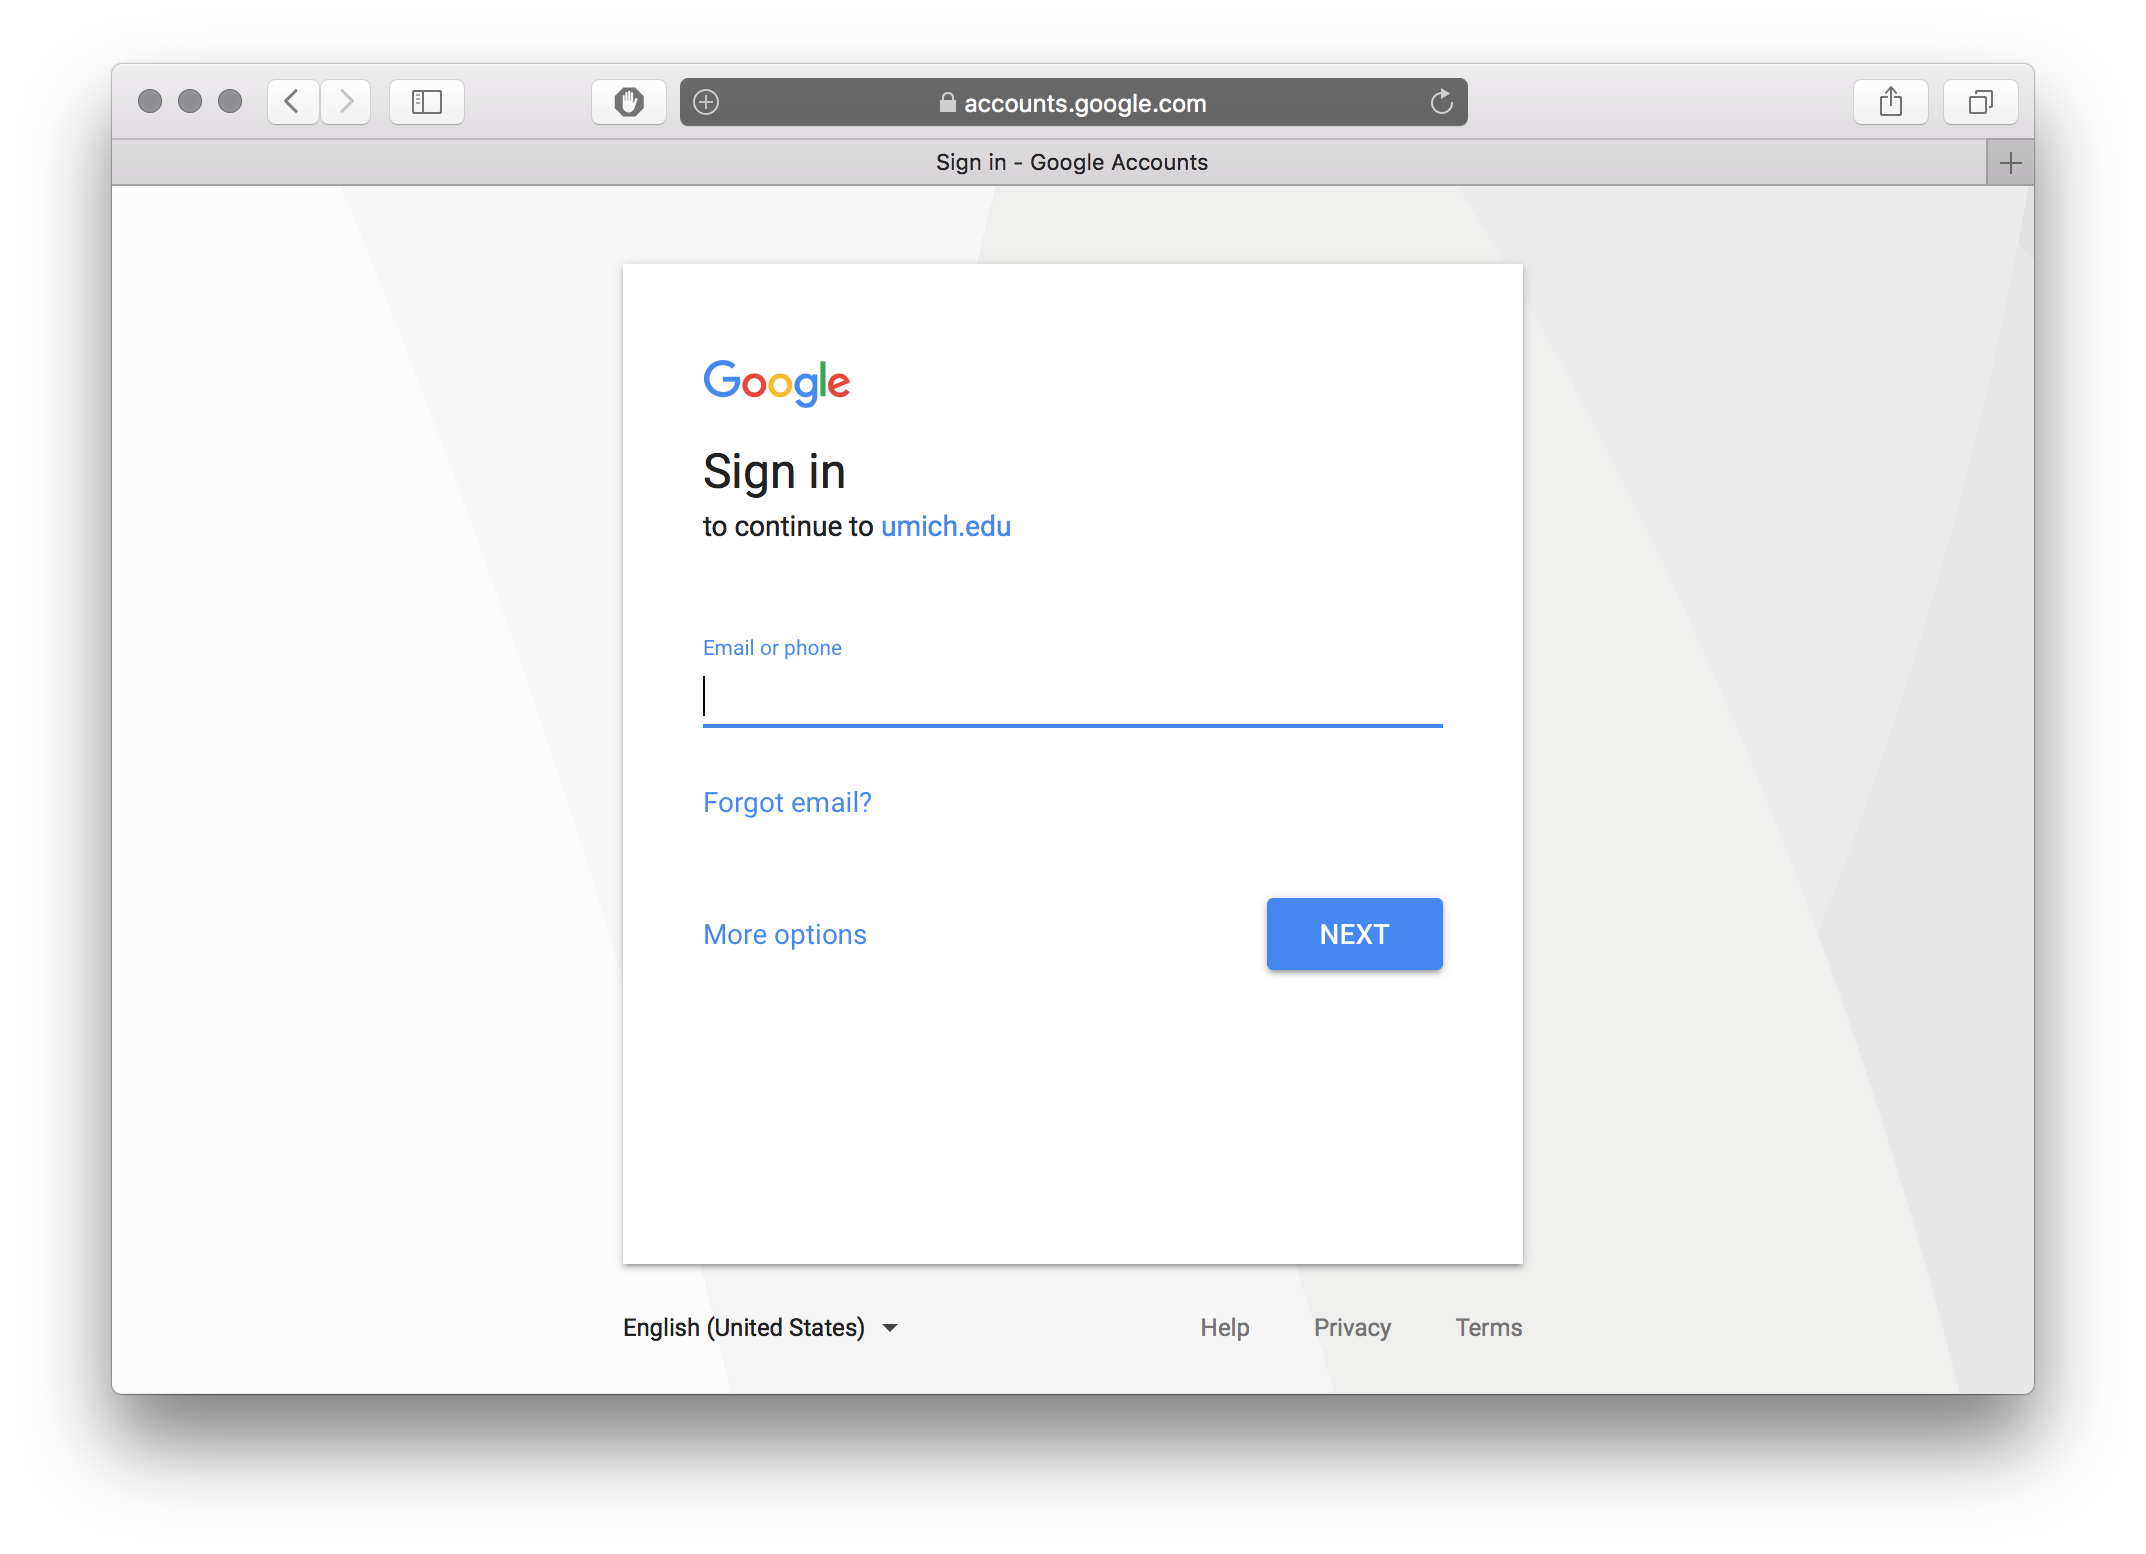 accounts.google.com
Sign in - Google Accounts
Google
Sign in
to continue to umich.edu
Email or phone
Forgot email?
More options
NEXT
English (United States)
Help Privacy Terms